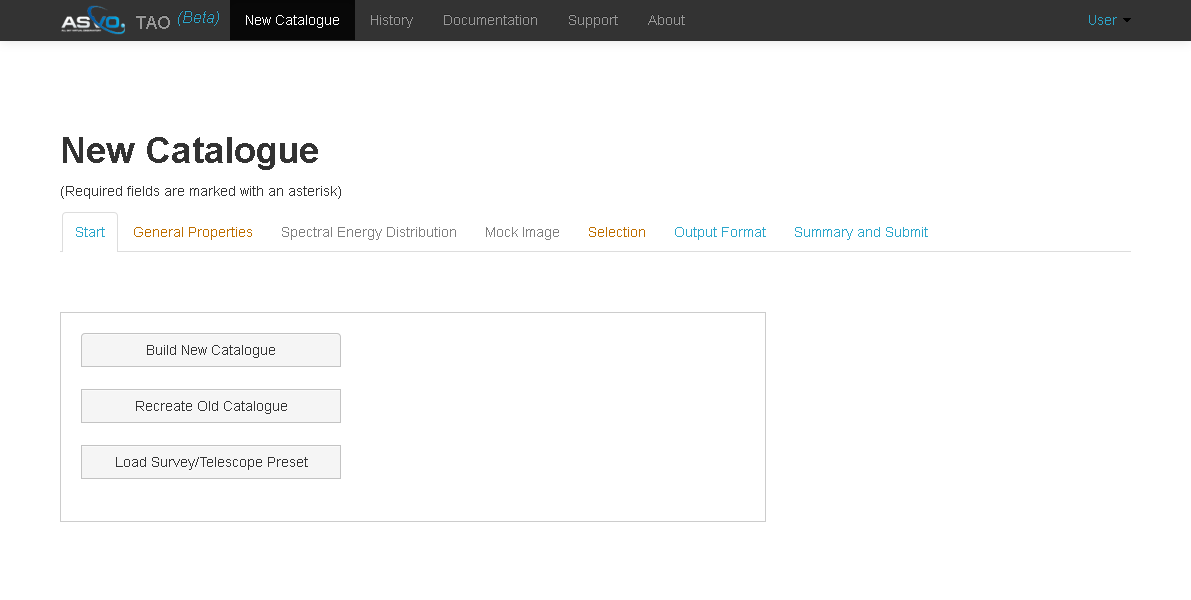 ASVO TAO (Beta) New Catalogue History Documentation Support About User
New Catalogue
(Required fields are marked with an asterisk)
Start General Properties Spectral Energy Distribution Mock Image Selection Output Format Summary and Submit
Build New Catalogue
Recreate Old Catalogue
Load Survey/Telescope Preset